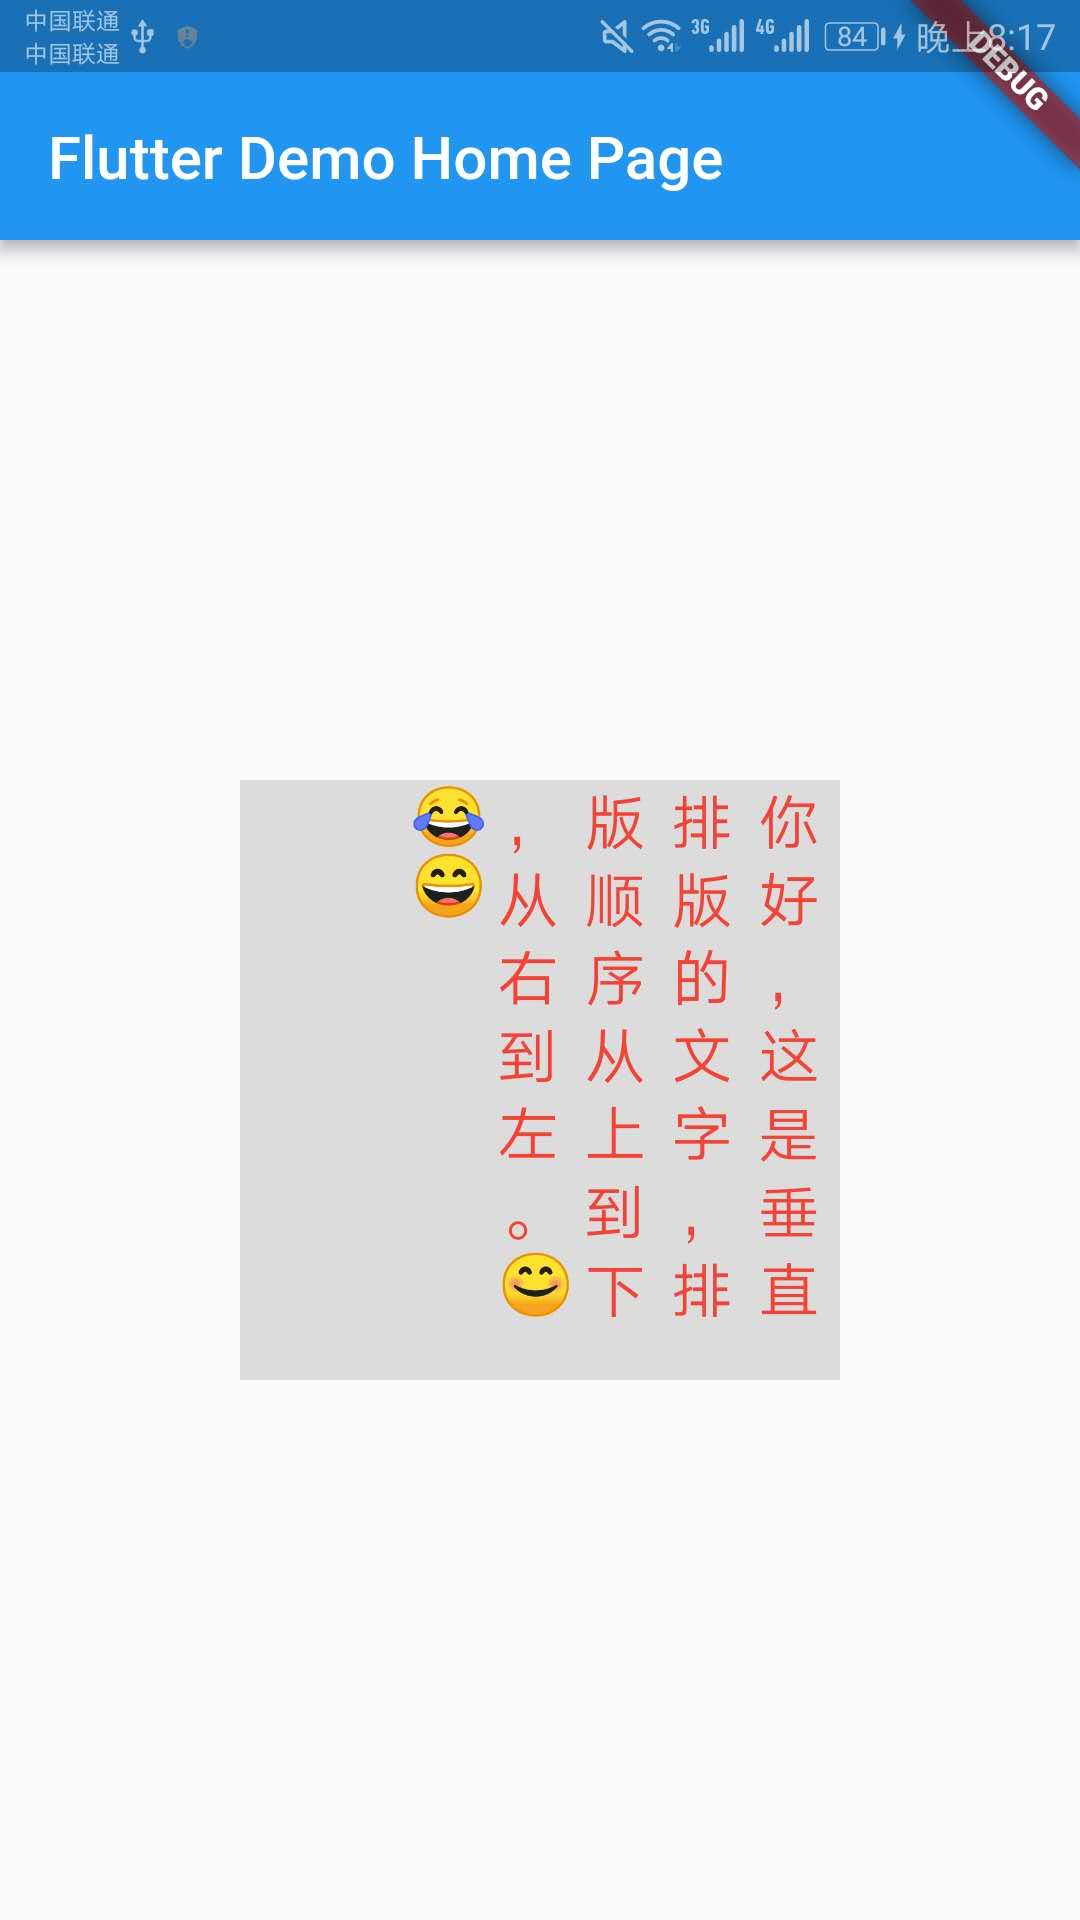 中国联通
中国联通
3G
4G
84
晚上8:17
DEBUG
Flutter Demo Home Page
你好，这是垂直
排版的文字，排
版顺序从上到下
，从右到左。😊
😂😄